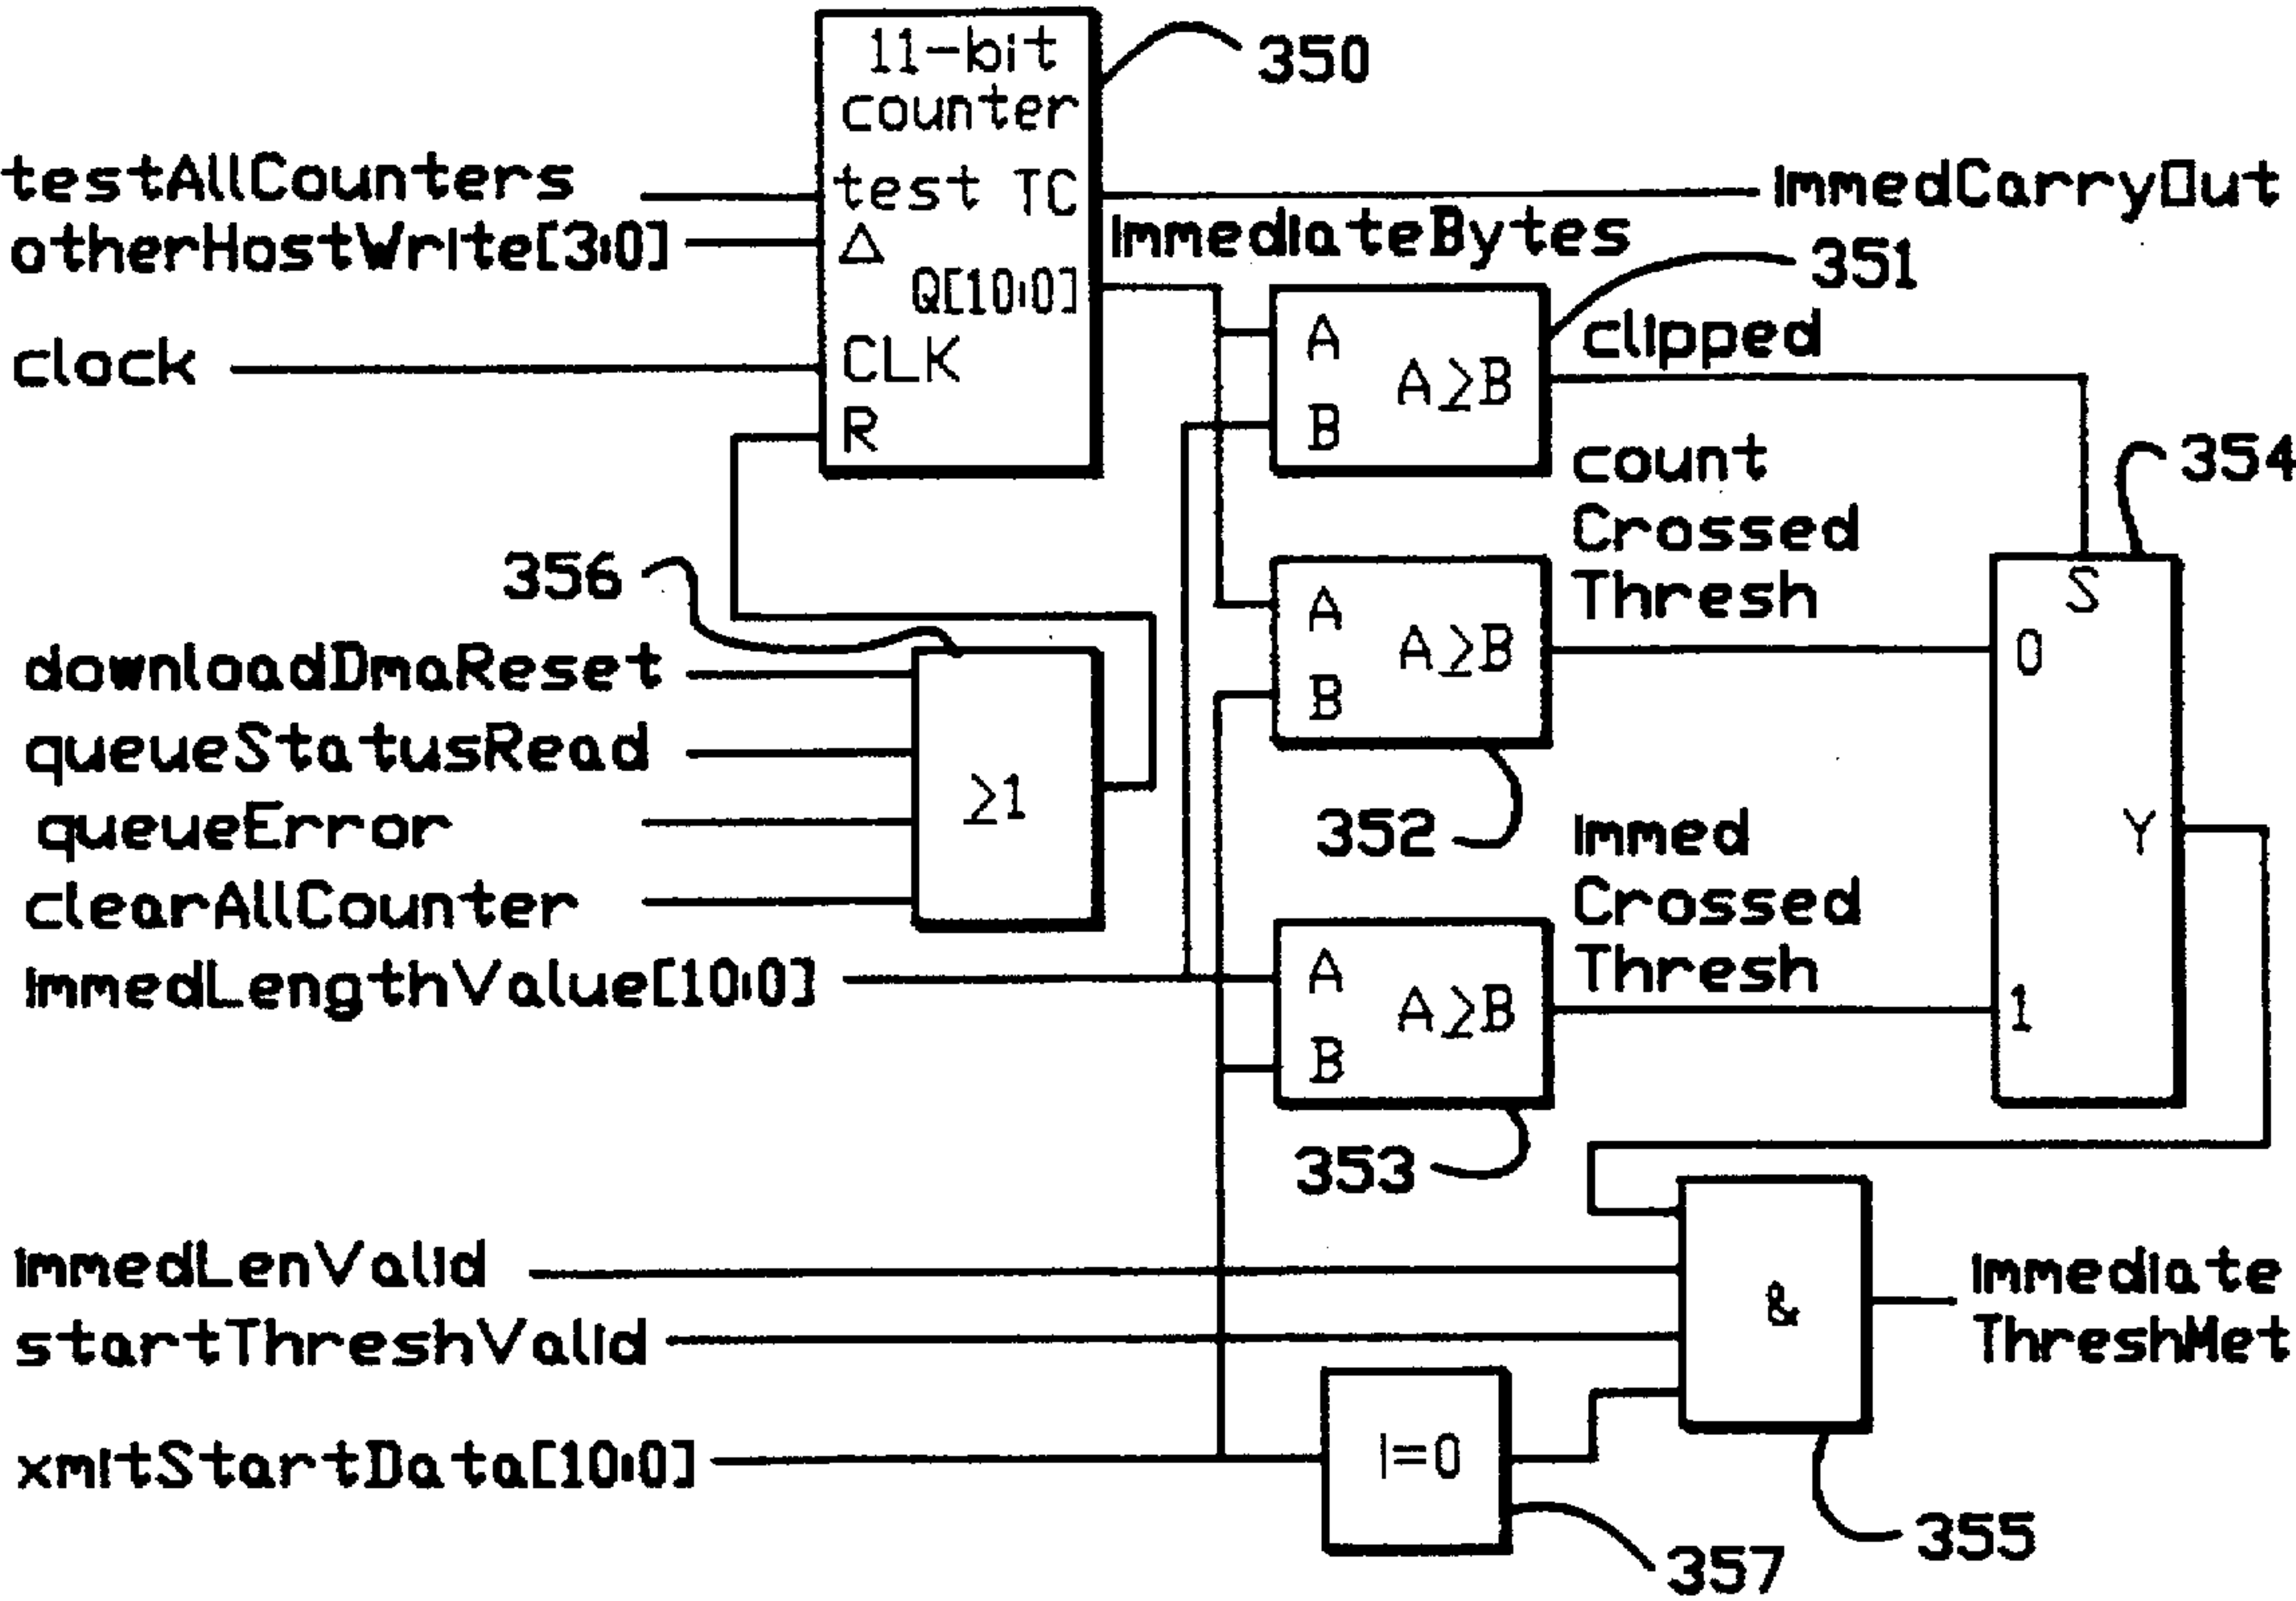 11-bit
counter
350
testAllCounters
test TC
immedCarryOut
otherHostWrite[3:0]
Δ
immediateBytes
351
Q[10:0]
clock
CLK
R
A
B
A≥B
clipped
count
Crossed
Thresh
354
356
A
B
A≥B
S
0
1
Y
downloadDmaReset
queueStatusRead
queueError
clearAllCounter
≥1
352
immed
Crossed
Thresh
immedLengthValue[10:0]
A
B
A≥B
353
immedLenValid
startThreshValid
&
immediate
ThreshMet
xmitStartData[10:0]
!=0
357
355